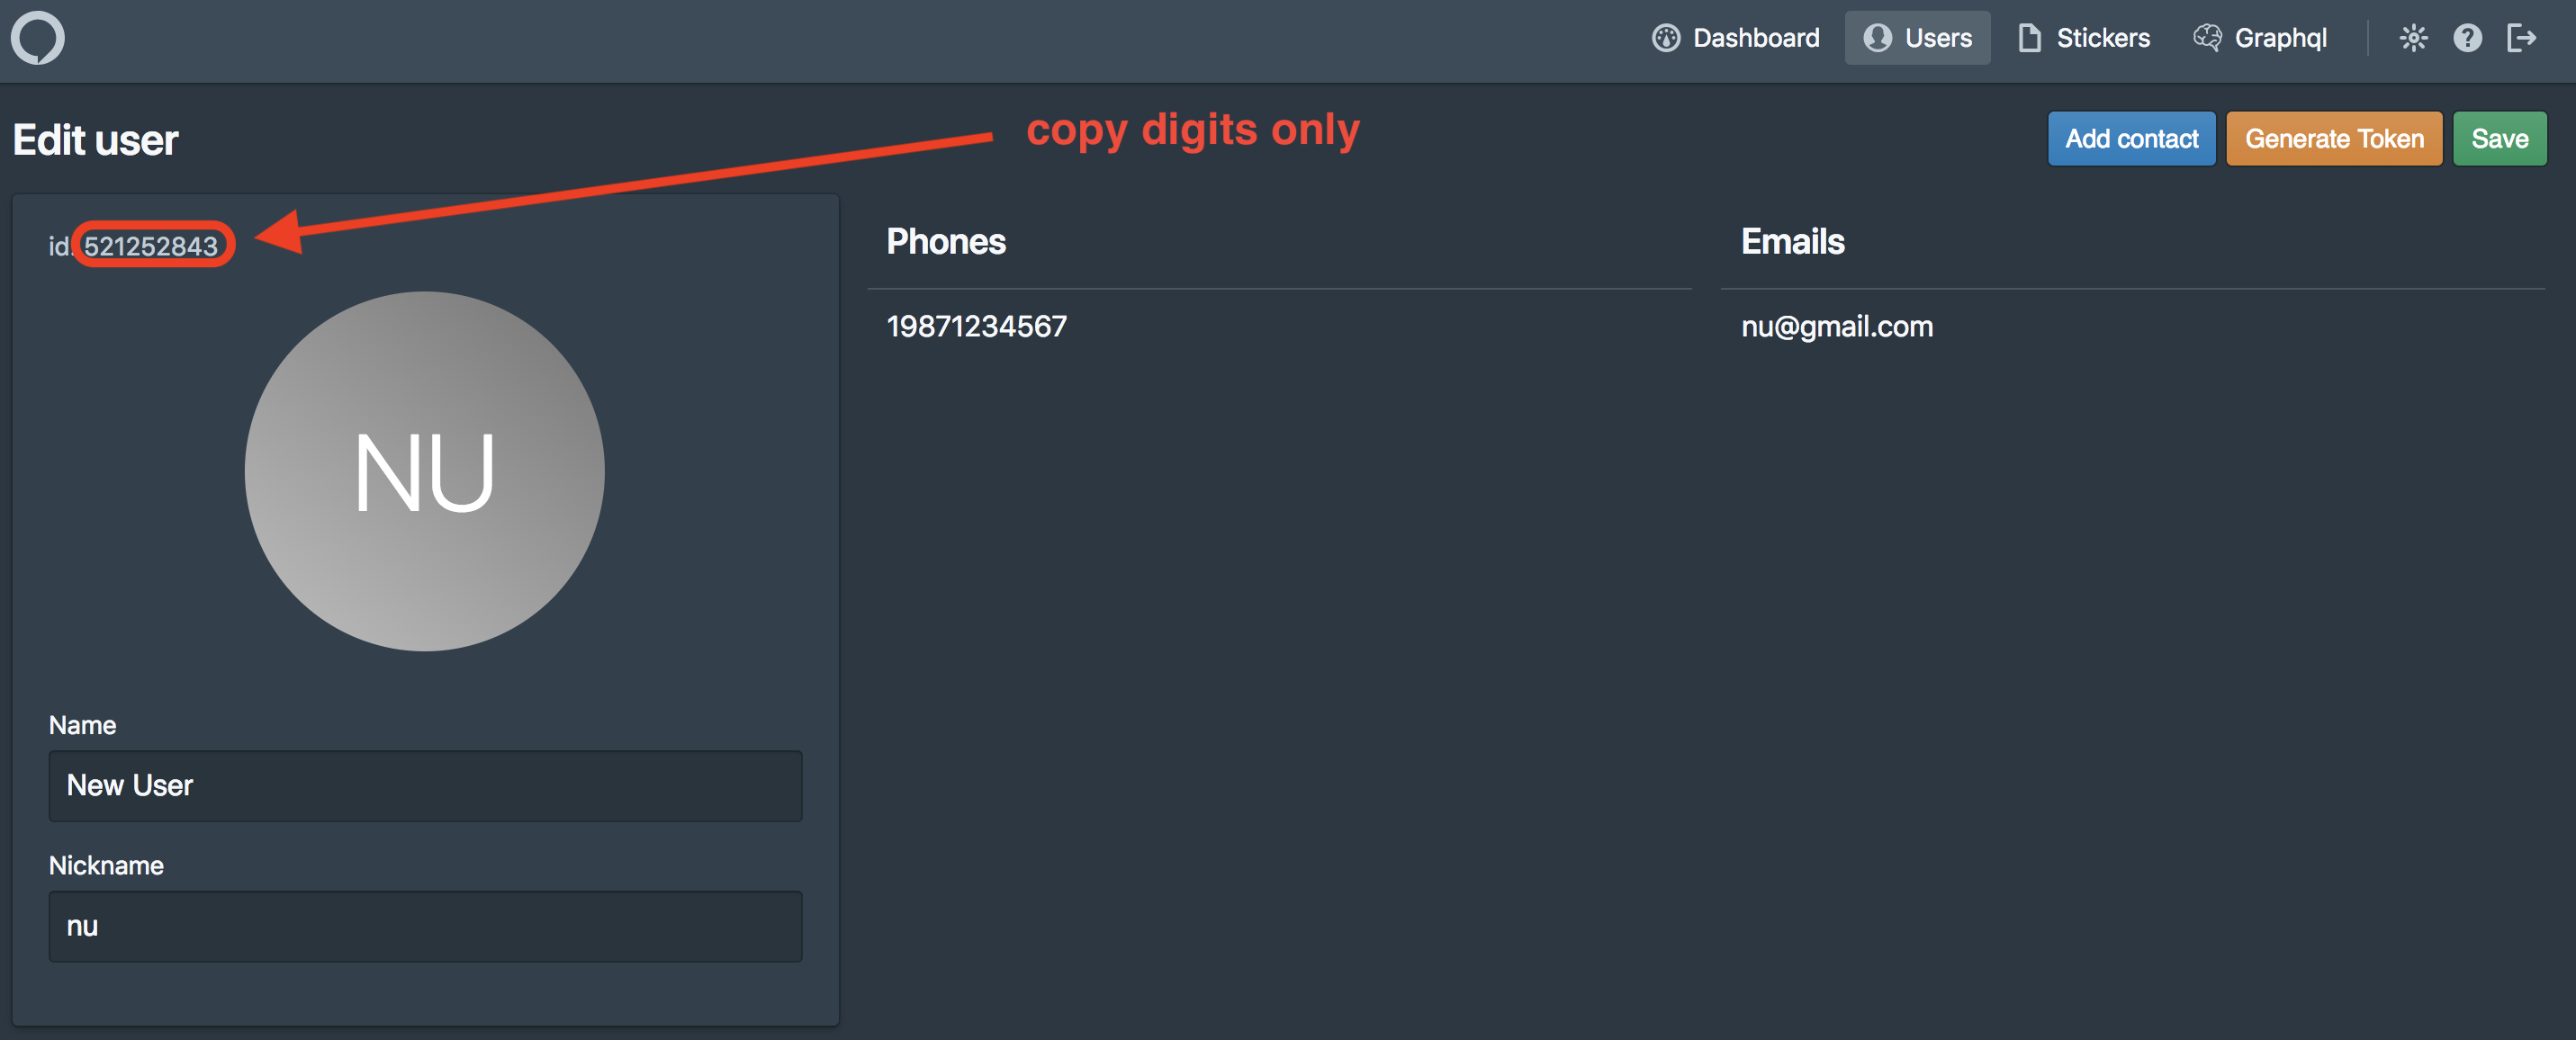 Dashboard
Users
Stickers
Graphql
Edit user
copy digits only
Add contact
Generate Token
Save
id: 521252843
NU
Name
New User
Nickname
nu
Phones
19871234567
Emails
nu@gmail.com